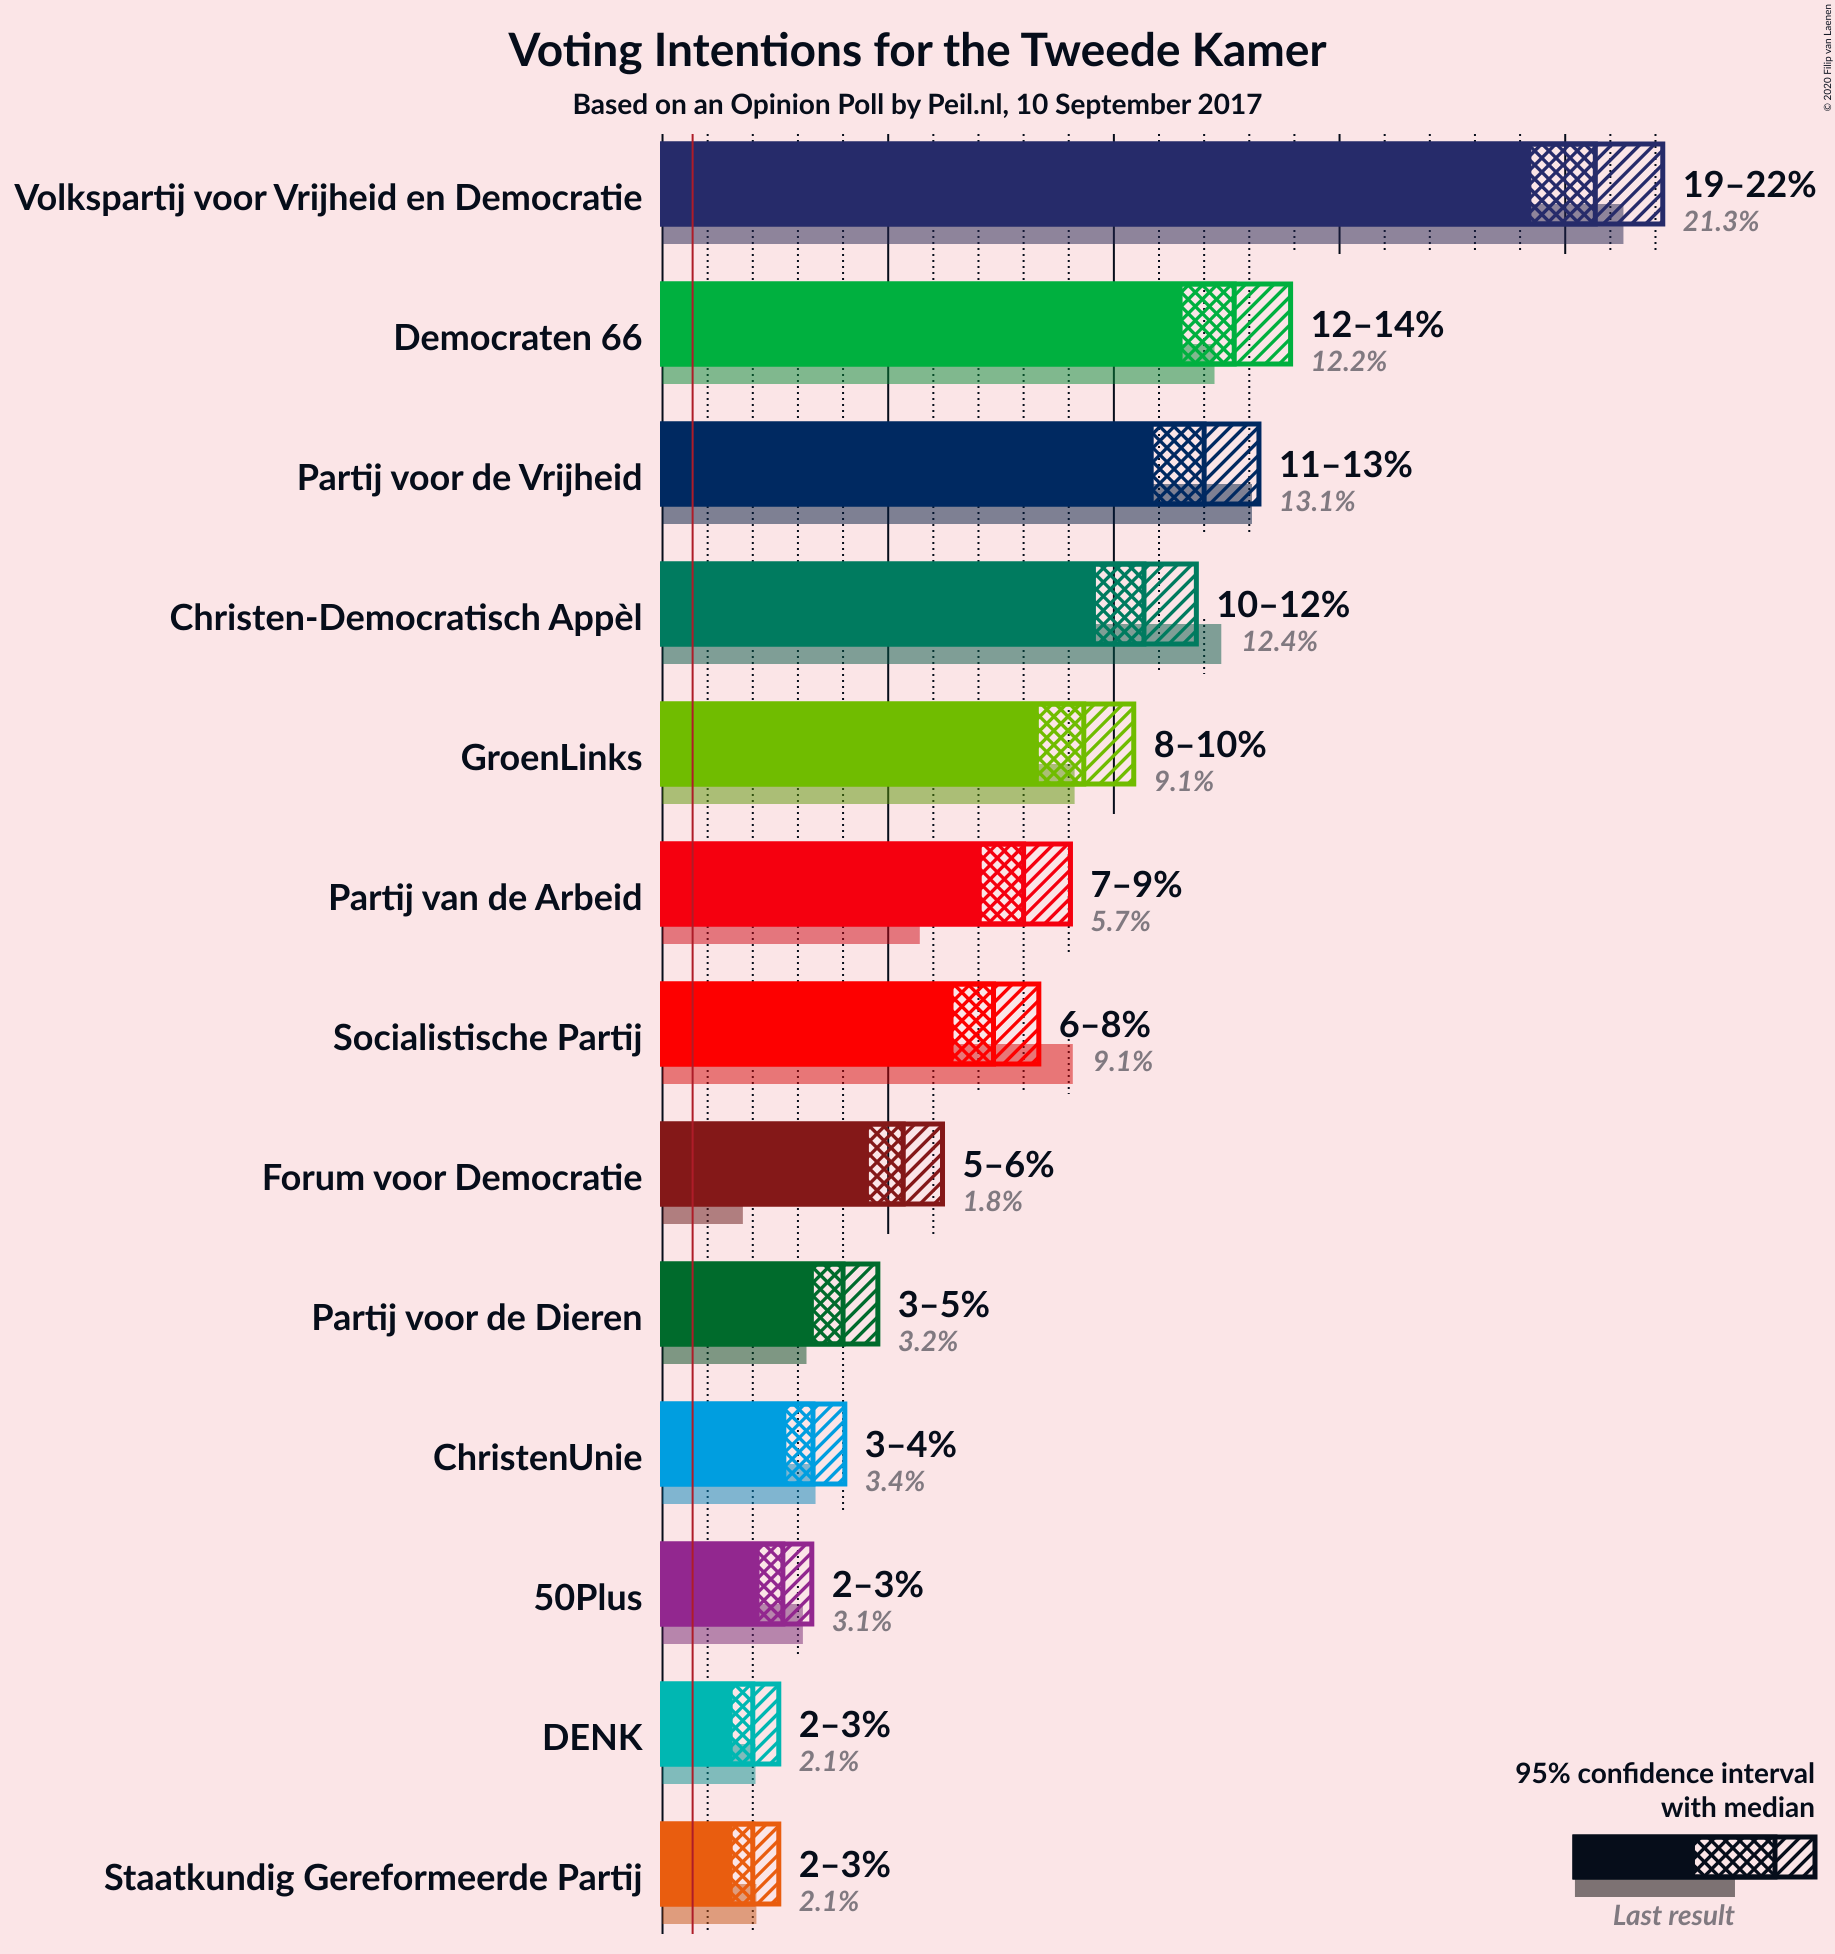 Voting Intentions for the Tweede Kamer
Based on an Opinion Poll by Peil.nl, 10 September 2017
© 2020 Filip van Laenen
Volkspartij voor Vrijheid en Democratie
19–22%
21.3%
Democraten 66
12–14%
12.2%
Partij voor de Vrijheid
11–13%
13.1%
Christen-Democratisch Appèl
10–12%
12.4%
GroenLinks
8–10%
9.1%
Partij van de Arbeid
7–9%
5.7%
Socialistische Partij
6–8%
9.1%
Forum voor Democratie
5–6%
1.8%
Partij voor de Dieren
3–5%
3.2%
ChristenUnie
3–4%
3.4%
50Plus
2–3%
3.1%
DENK
2–3%
2.1%
Staatkundig Gereformeerde Partij
2–3%
2.1%
95% confidence interval
with median
Last result